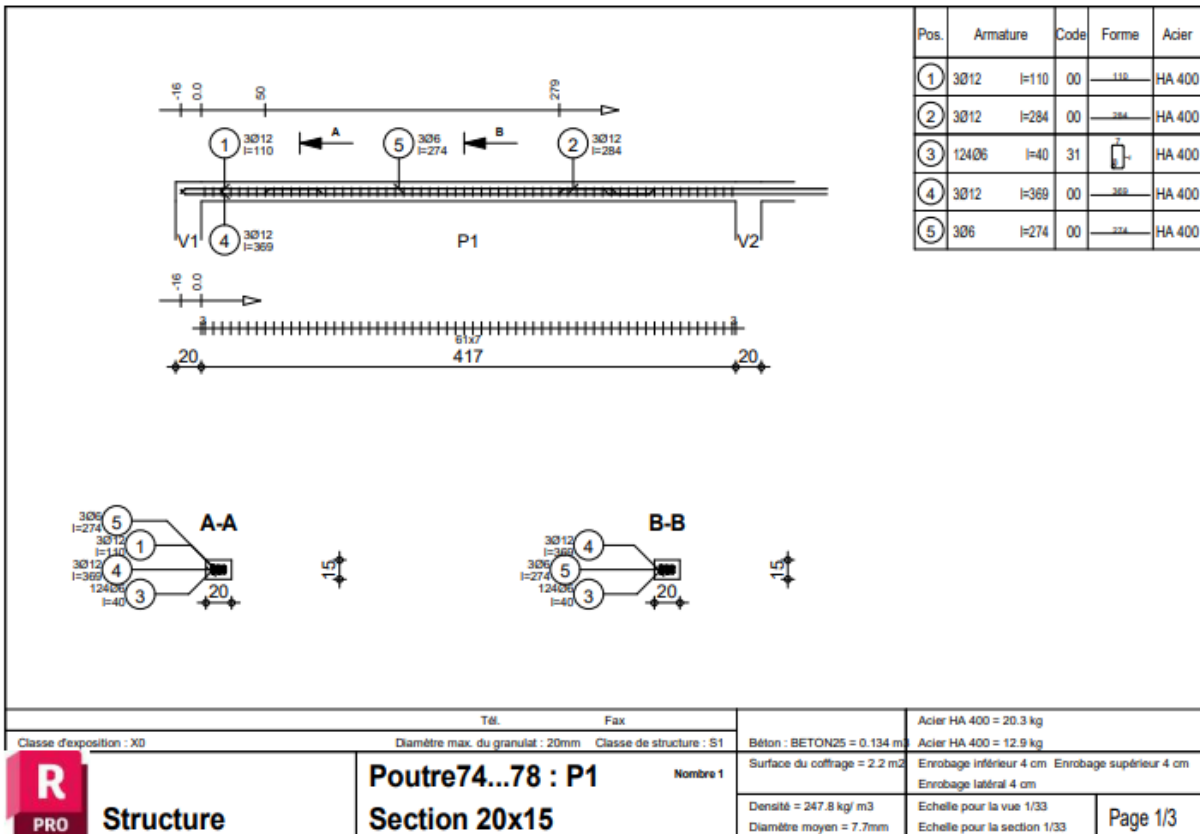 Pos. Armature Code Forme Acier
1 3Ø12 l=110 00 110 HA 400
2 3Ø12 l=284 00 284 HA 400
3 124Ø6 l=40 31 HA 400
4 3Ø12 l=369 00 369 HA 400
5 3Ø6 l=274 00 274 HA 400
-16 0.0 50 279
1 3Ø12 l=110 A 5 3Ø6 l=274 B 2 3Ø12 l=284
V1 4 3Ø12 l=369 P1 V2
-16 0.0
3 61x7 3
20 417 20
A-A
5 3Ø6 l=274
1 3Ø12 l=110
4 3Ø12 l=369
3 124Ø6 l=40
20
15
B-B
4 3Ø12 l=369
5 3Ø6 l=274
3 124Ø6 l=40
20
15
Tél. Fax
Acier HA 400 = 20.3 kg
Classe d'exposition : X0 Diamètre max. du granulat : 20mm Classe de structure : S1
Béton : BETON25 = 0.134 m3 Acier HA 400 = 12.9 kg
R PRO
Structure
Poutre74...78 : P1 Nombre 1
Section 20x15
Surface du coffrage = 2.2 m2
Enrobage inférieur 4 cm Enrobage supérieur 4 cm
Enrobage latéral 4 cm
Densité = 247.8 kg/ m3
Diamètre moyen = 7.7mm
Echelle pour la vue 1/33
Echelle pour la section 1/33
Page 1/3